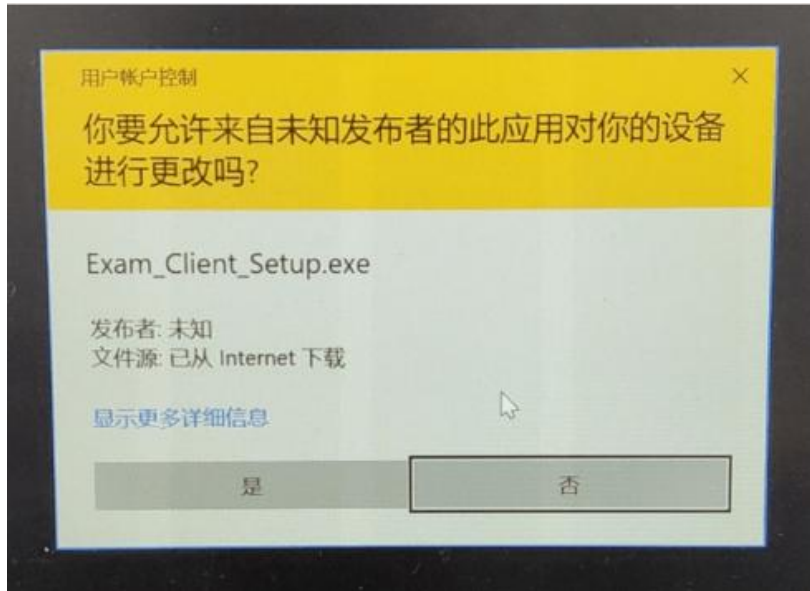 用户帐户控制
你要允许来自未知发布者的此应用对你的设备
进行更改吗?
Exam_Client_Setup.exe
发布者: 未知
文件源: 已从 Internet 下载
显示更多详细信息
是
否